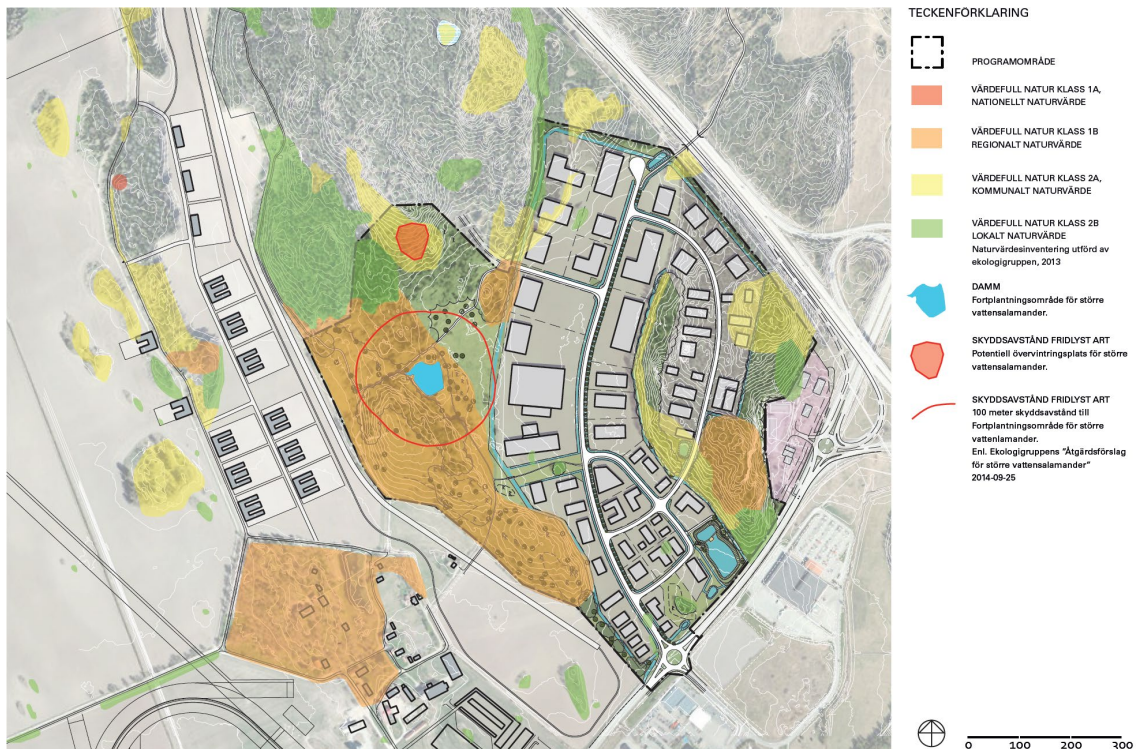 TECKENFÖRKLARING
PROGRAMOMRÅDE
VÄRDEFULL NATUR KLASS 1A,
NATIONELLT NATURVÄRDE
VÄRDEFULL NATUR KLASS 1B
REGIONALT NATURVÄRDE
VÄRDEFULL NATUR KLASS 2A,
KOMMUNALT NATURVÄRDE
VÄRDEFULL NATUR KLASS 2B
LOKALT NATURVÄRDE
Naturvärdesinventering utförd av
ekologigruppen, 2013
DAMM
Fortplantningsområde för större
vattensalamander.
SKYDDSAVSTÅND FRIDLYST ART
Potentiell övervintringsplats för större
vattensalamander.
SKYDDSAVSTÅND FRIDLYST ART
100 meter skyddsavstånd till
Fortplantningsområde för större
vattenlamander.
Enl. Ekologigruppens "Åtgärdsförslag
för större vattensalamander"
2014-09-25
0 100 200 300